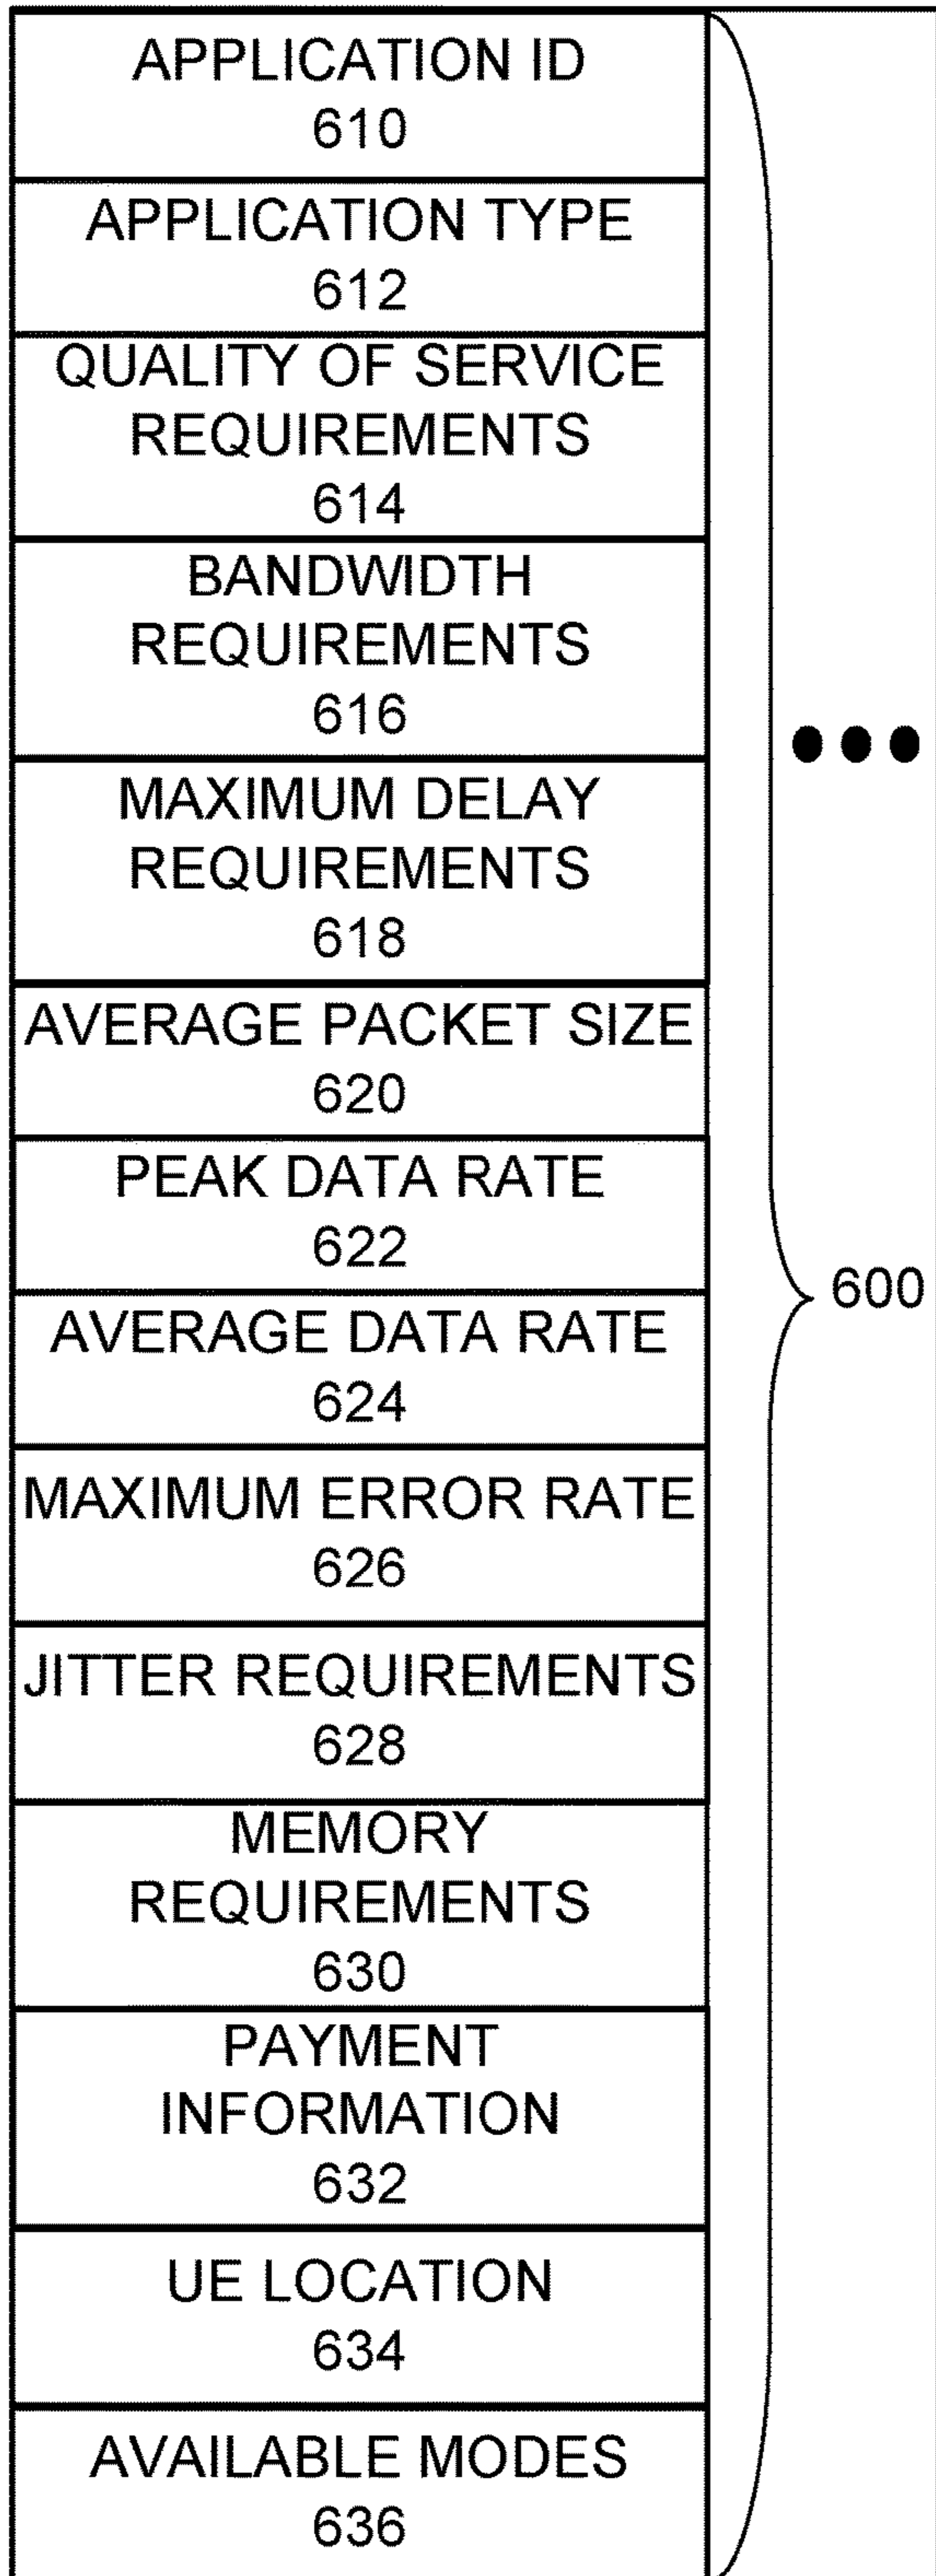 APPLICATION ID
610
APPLICATION TYPE
612
QUALITY OF SERVICE
REQUIREMENTS
614
BANDWIDTH
REQUIREMENTS
616
MAXIMUM DELAY
REQUIREMENTS
618
AVERAGE PACKET SIZE
620
PEAK DATA RATE
622
AVERAGE DATA RATE
624
MAXIMUM ERROR RATE
626
JITTER REQUIREMENTS
628
MEMORY
REQUIREMENTS
630
PAYMENT
INFORMATION
632
UE LOCATION
634
AVAILABLE MODES
636
600